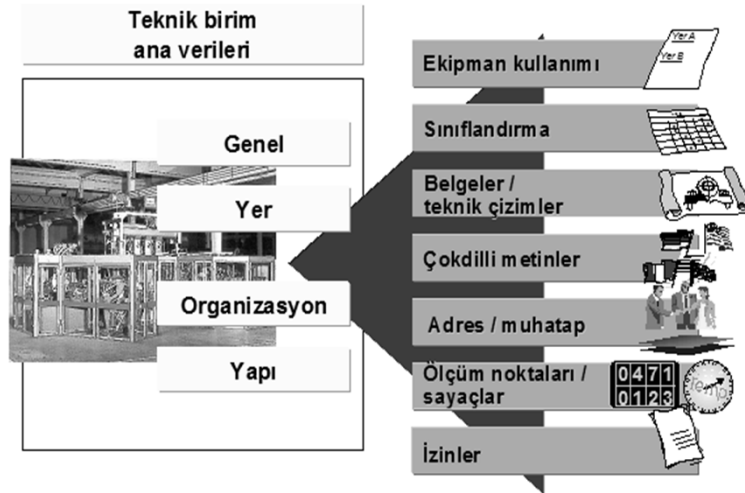 Teknik birim
ana verileri
Genel
Yer
Organizasyon
Yapı
Ekipman kullanımı
Yer A
Yer B
Sınıflandırma
Belgeler /
teknik çizimler
Çokdilli metinler
Adres / muhatap
Ölçüm noktaları /
sayaçlar
0471
0123
Temp
İzinler